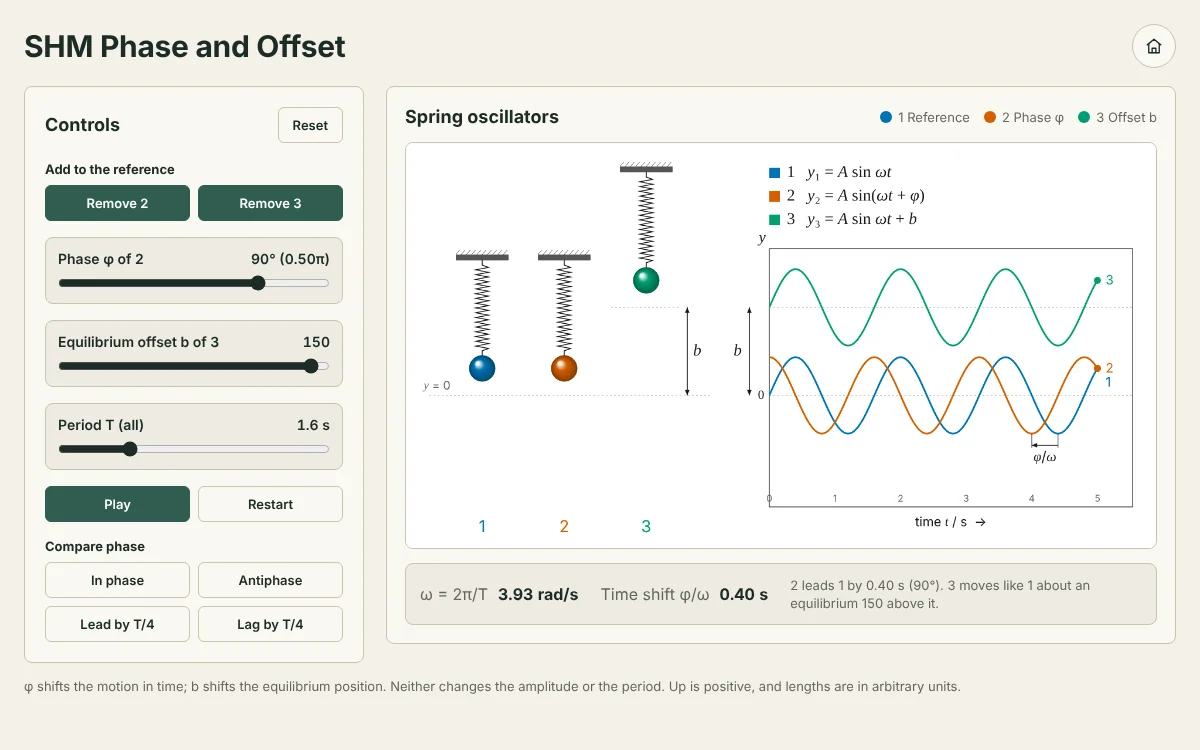 SHM Phase and Offset
Controls
Reset
Add to the reference
Remove 2
Remove 3
Phase φ of 2
90° (0.50π)
Equilibrium offset b of 3
150
Period T (all)
1.6 s
Play
Restart
Compare phase
In phase
Antiphase
Lead by T/4
Lag by T/4
Spring oscillators
1 Reference
2 Phase φ
3 Offset b
y = 0
b
1
2
3
1 y₁ = A sin ωt
2 y₂ = A sin(ωt + φ)
3 y₃ = A sin ωt + b
y
3
b
2
1
0
φ/ω
0 1 2 3 4 5
time t / s →
ω = 2π/T 3.93 rad/s
Time shift φ/ω 0.40 s
2 leads 1 by 0.40 s (90°). 3 moves like 1 about an
equilibrium 150 above it.
φ shifts the motion in time; b shifts the equilibrium position. Neither changes the amplitude or the period. Up is positive, and lengths are in arbitrary units.